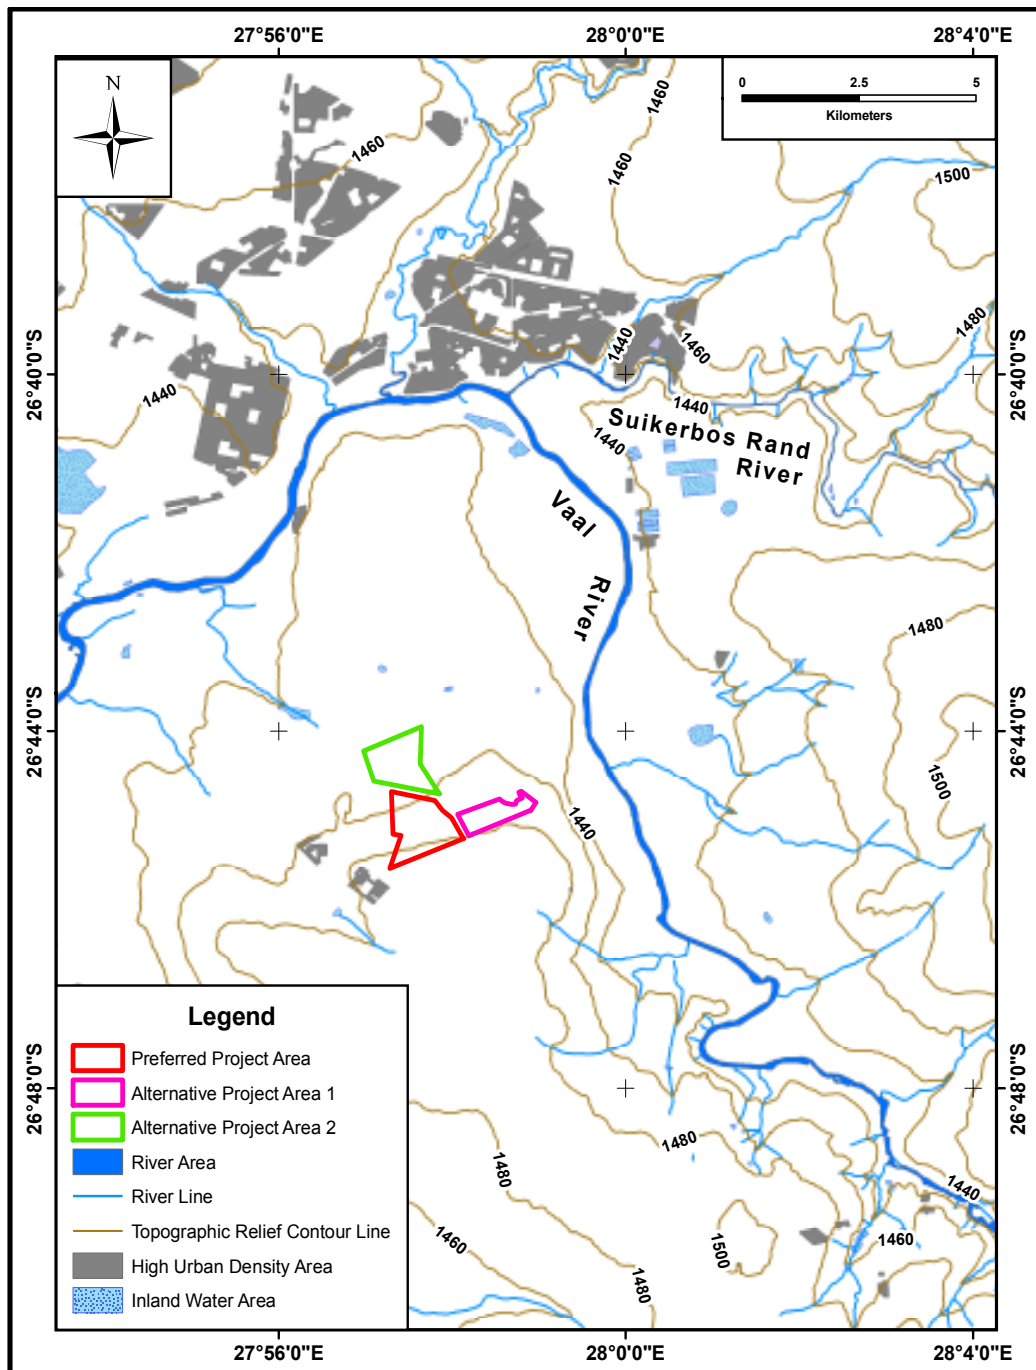 27°56'0"E 28°0'0"E 28°4'0"E
N
0 2.5 5
Kilometers
1460
1460
1460
1500
1480
1440
1460
26°40'0"S 26°40'0"S
1440
1440
1440
Suikerbos Rand
River
Vaal
River
1480
26°44'0"S 26°44'0"S
1500
1440
Legend
Preferred Project Area
Alternative Project Area 1
Alternative Project Area 2
River Area
River Line
Topographic Relief Contour Line
High Urban Density Area
Inland Water Area
26°48'0"S 26°48'0"S
1480
1480
1440
1460
1460
1500
1480
27°56'0"E 28°0'0"E 28°4'0"E